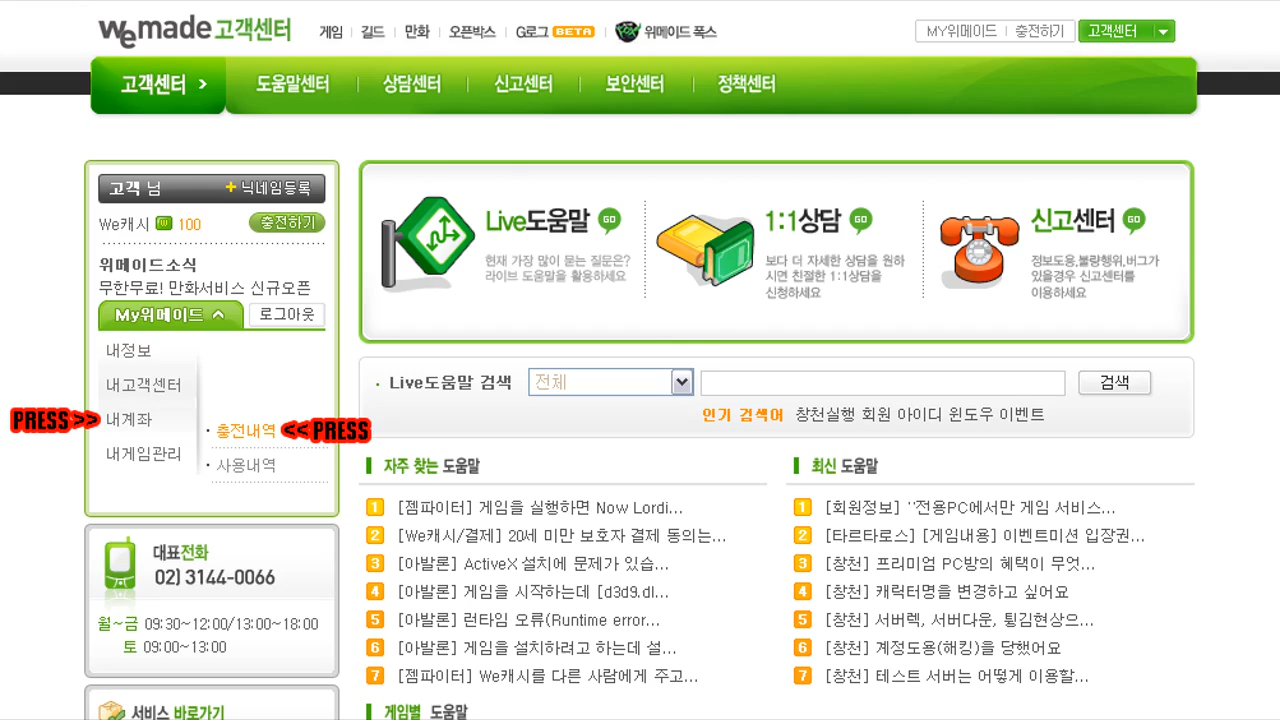 wemade 고객센터
게임 길드 만화 오픈박스 G로그 BETA 위메이드 폭스
MY위메이드 충전하기 고객센터
고객센터 도움말센터 상담센터 신고센터 보안센터 정책센터
고객 님 + 닉네임등록
We캐시 100 충전하기
위메이드소식
무한무료! 만화서비스 신규오픈
My위메이드 로그아웃
내정보
내고객센터
PRESS >> 내계좌
· 충전내역 << PRESS
내게임관리
· 사용내역
Live도움말 GO
현재 가장 많이 묻는 질문은?
라이브 도움말을 활용하세요
1:1상담 GO
보다 더 자세한 상담을 원하
시면 친절한 1:1상담을
신청하세요
신고센터 GO
정보도용,불량행위,버그가
있을경우 신고센터를
이용하세요
· Live도움말 검색 전체 검색
인기 검색어 창천실행 회원 아이디 윈도우 이벤트
자주 찾는 도움말
1 [젬파이터] 게임을 실행하면 Now Lordi...
2 [We캐시/결제] 20세 미만 보호자 결제 동의는...
3 [아발론] ActiveX 설치에 문제가 있습...
4 [아발론] 게임을 시작하는데 [d3d9.dl...
5 [아발론] 런타임 오류(Runtime error...
6 [아발론] 게임을 설치하려고 하는데 설...
7 [젬파이터] We캐시를 다른 사람에게 주고...
게임별 도움말
최신 도움말
1 [회원정보] "전용PC에서만 게임 서비스...
2 [타르타로스] [게임내용] 이벤트미션 입장권...
3 [창천] 프리미엄 PC방의 혜택이 무엇...
4 [창천] 캐릭터명을 변경하고 싶어요
5 [창천] 서버렉, 서버다운, 튕김현상으...
6 [창천] 계정도용(해킹)을 당했어요
7 [창천] 테스트 서버는 어떻게 이용할...
대표전화
02) 3144-0066
월~금 09:30~12:00/13:00~18:00
토 09:00~13:00
서비스 바로가기